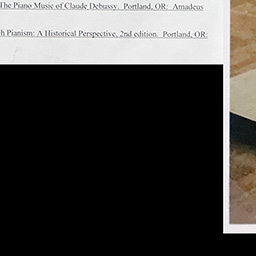 The Piano Music of Claude Debussy. Portland, OR: Amadeus
h Pianism: A Historical Perspective, 2nd edition. Portland, OR: